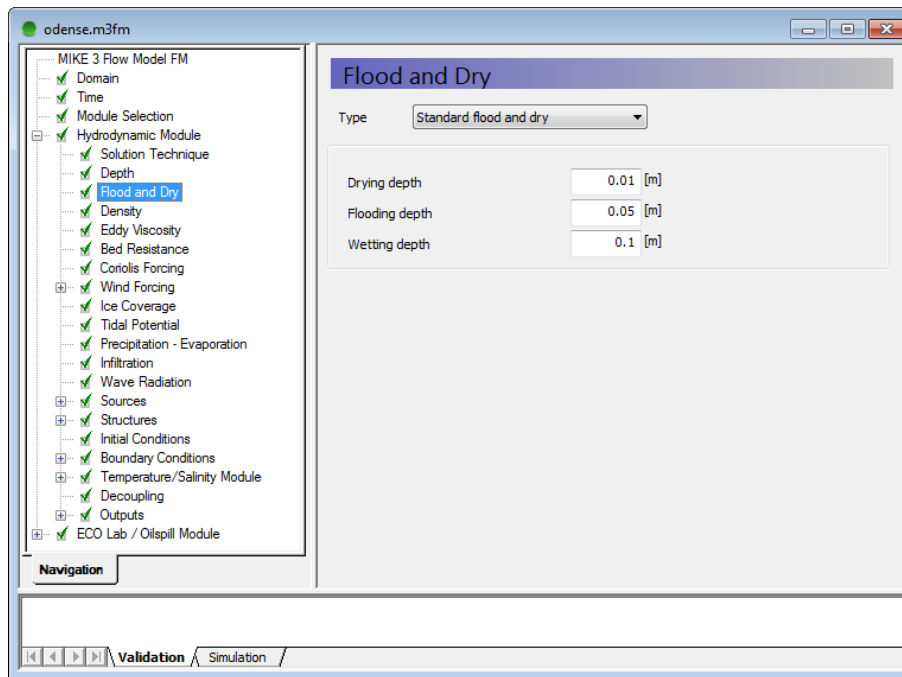 odense.m3fm
MIKE 3 Flow Model FM
Domain
Time
Module Selection
Hydrodynamic Module
Solution Technique
Depth
Flood and Dry
Density
Eddy Viscosity
Bed Resistance
Coriolis Forcing
Wind Forcing
Ice Coverage
Tidal Potential
Precipitation - Evaporation
Infiltration
Wave Radiation
Sources
Structures
Initial Conditions
Boundary Conditions
Temperature/Salinity Module
Decoupling
Outputs
ECO Lab / Oilspill Module
Navigation
Flood and Dry
Type Standard flood and dry
Drying depth 0.01 [m]
Flooding depth 0.05 [m]
Wetting depth 0.1 [m]
Validation Simulation